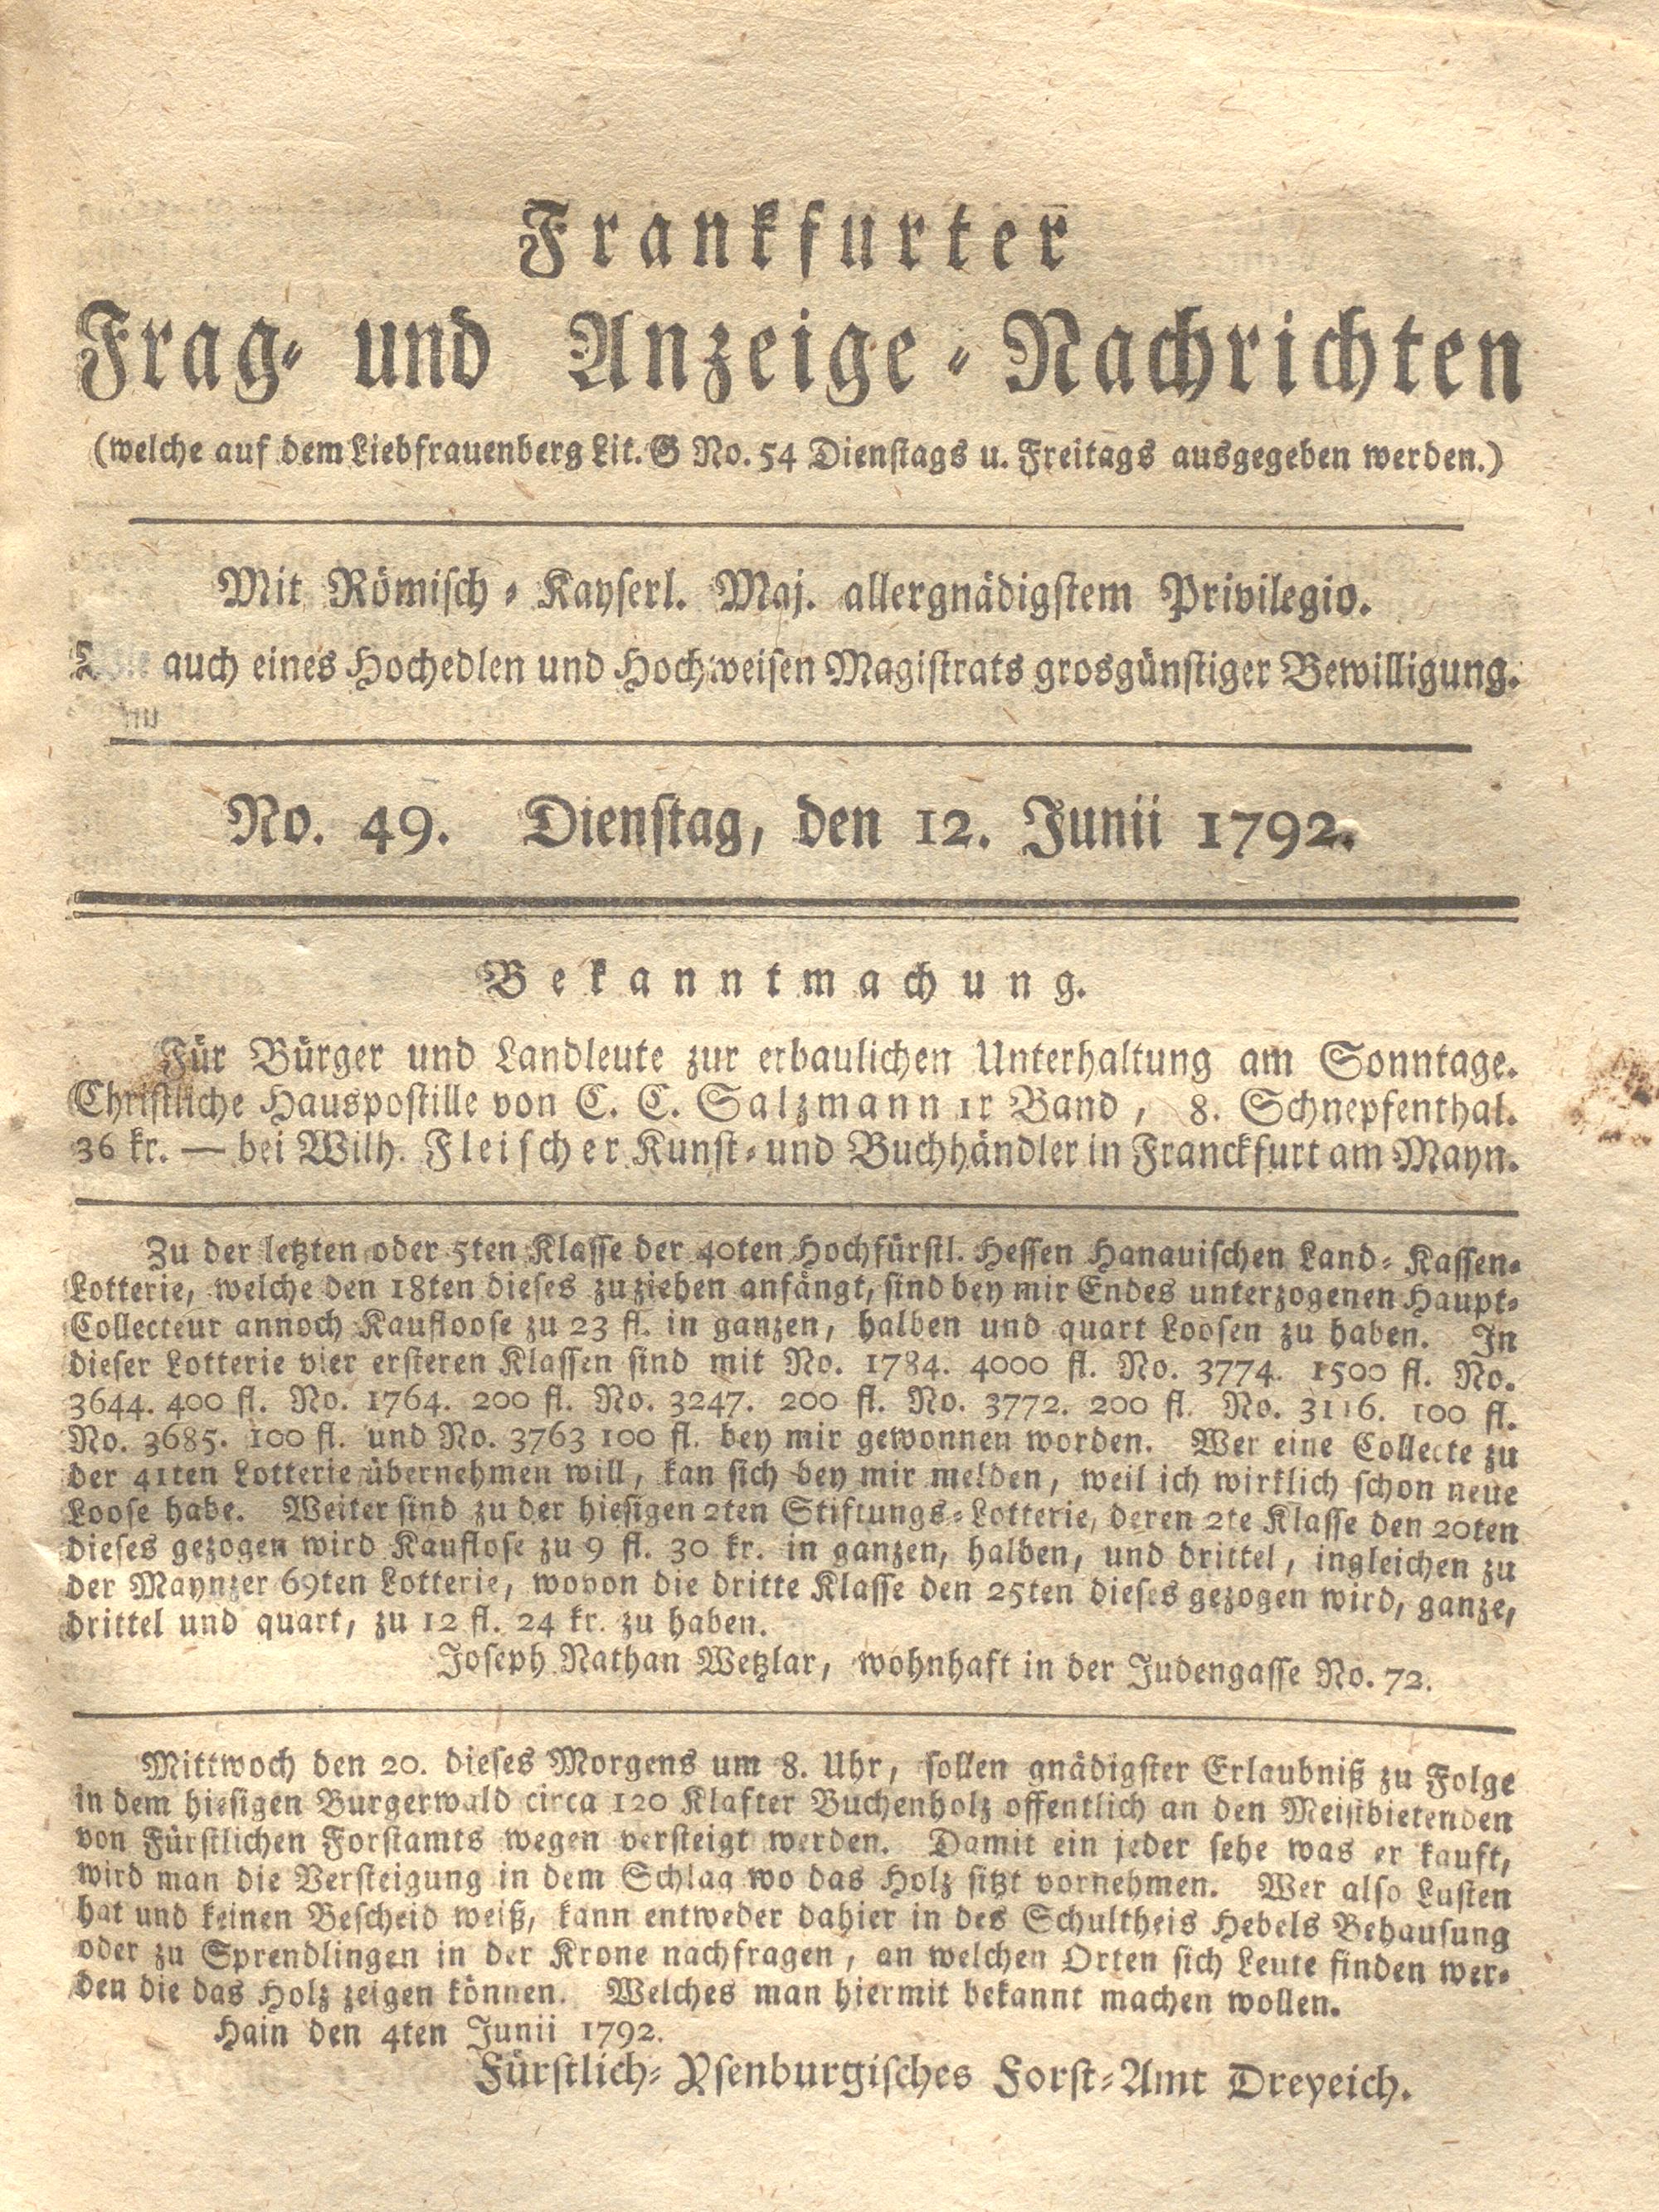 Frankfurter
Frag- und Anzeige-Nachrichten
(welche auf dem Liebfrauenberg Lit. G No. 54 Dienstags u. Freitags ausgegeben werden.)
Mit Römisch-Kayserl. Maj. allergnädigstem Privilegio.
auch eines Hochedlen und Hochweisen Magistrats grosgünstiger Bewilligung.
No. 49. Dienstag, den 12. Junii 1792.
Bekanntmachung.
Für Bürger und Landleute zur erbaulichen Unterhaltung am Sonntage.
Christliche Hauspostille von C. C. Salzmann 1r Band, 8. Schnepfenthal.
36 kr. — bei Wilh. Fleischer Kunst- und Buchhändler in Franckfurt am Mayn.
Zu der letzten oder 5ten Klasse der 40ten Hochfürstl. Hessen Hanauischen Land-Kassen-
Lotterie, welche den 18ten dieses zu ziehen anfängt, sind bey mir Endes unterzogenen Haupt-
Collecteur annoch Kaufloose zu 23 fl. in ganzen, halben und quart Loosen zu haben. In
dieser Lotterie vier ersteren Klassen sind mit No. 1784. 4000 fl. No. 3774. 1500 fl. No.
3644. 400 fl. No. 1764. 200 fl. No. 3247. 200 fl. No. 3772. 200 fl. No. 3116. 100 fl.
No. 3685. 100 fl. und No. 3763 100 fl. bey mir gewonnen worden. Wer eine Collecte zu
der 41ten Lotterie übernehmen will, kan sich bey mir melden, weil ich wirklich schon neue
Loose habe. Weiter sind zu der hiesigen 2ten Stiftungs-Lotterie, deren 2te Klasse den 20ten
dieses gezogen wird Kauflose zu 9 fl. 30 kr. in ganzen, halben, und drittel, ingleichen zu
der Maynzer 69ten Lotterie, wovon die dritte Klasse den 25ten dieses gezogen wird, ganze,
drittel und quart, zu 12 fl. 24 kr. zu haben.
Joseph Nathan Wetzlar, wohnhaft in der Judengasse No. 72.
Mittwoch den 20. dieses Morgens um 8. Uhr, sollen gnädigster Erlaubniß zu Folge
in dem hiesigen Burgerwald circa 120 Klafter Buchenholz offentlich an den Meistbietenden
von Fürstlichen Forstamts wegen versteigt werden. Damit ein jeder sehe was er kauft,
wird man die Versteigung in dem Schlag wo das Holz sitzt vornehmen. Wer also Lusten
hat und keinen Bescheid weiß, kann entweder dahier in des Schultheis Hebels Behausung
oder zu Sprendlingen in der Krone nachfragen, an welchen Orten sich Leute finden wer-
den die das Holz zeigen können. Welches man hiermit bekannt machen wollen.
Hain den 4ten Junii 1792.
Fürstlich-Ysenburgisches Forst-Amt Dreyeich.